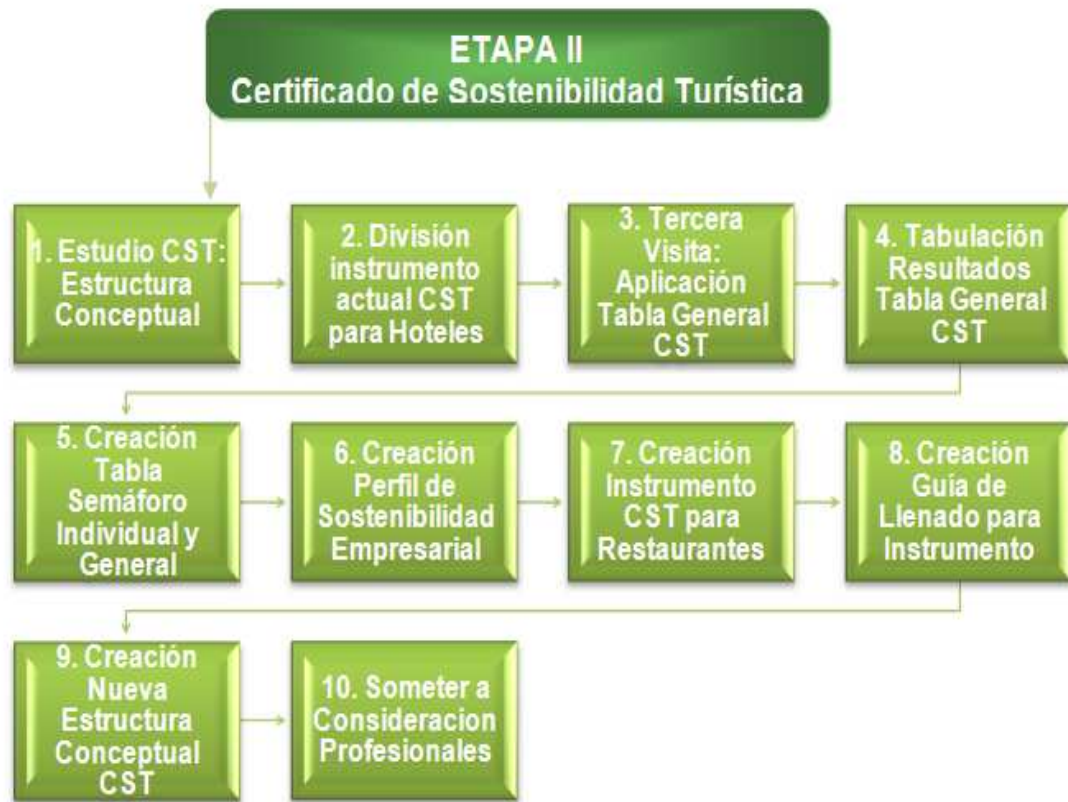 ETAPA II
Certificado de Sostenibilidad Turística
1. Estudio CST:
Estructura
Conceptual
2. División
instrumento
actual CST
para Hoteles
3. Tercera
Visita:
Aplicación
Tabla General
CST
4. Tabulación
Resultados
Tabla General
CST
5. Creación
Tabla
Semáforo
Individual y
General
6. Creación
Perfil de
Sostenibilidad
Empresarial
7. Creación
Instrumento
CST para
Restaurantes
8. Creación
Guía de
Llenado para
Instrumento
9. Creación
Nueva
Estructura
Conceptual
CST
10. Someter a
Consideracion
Profesionales